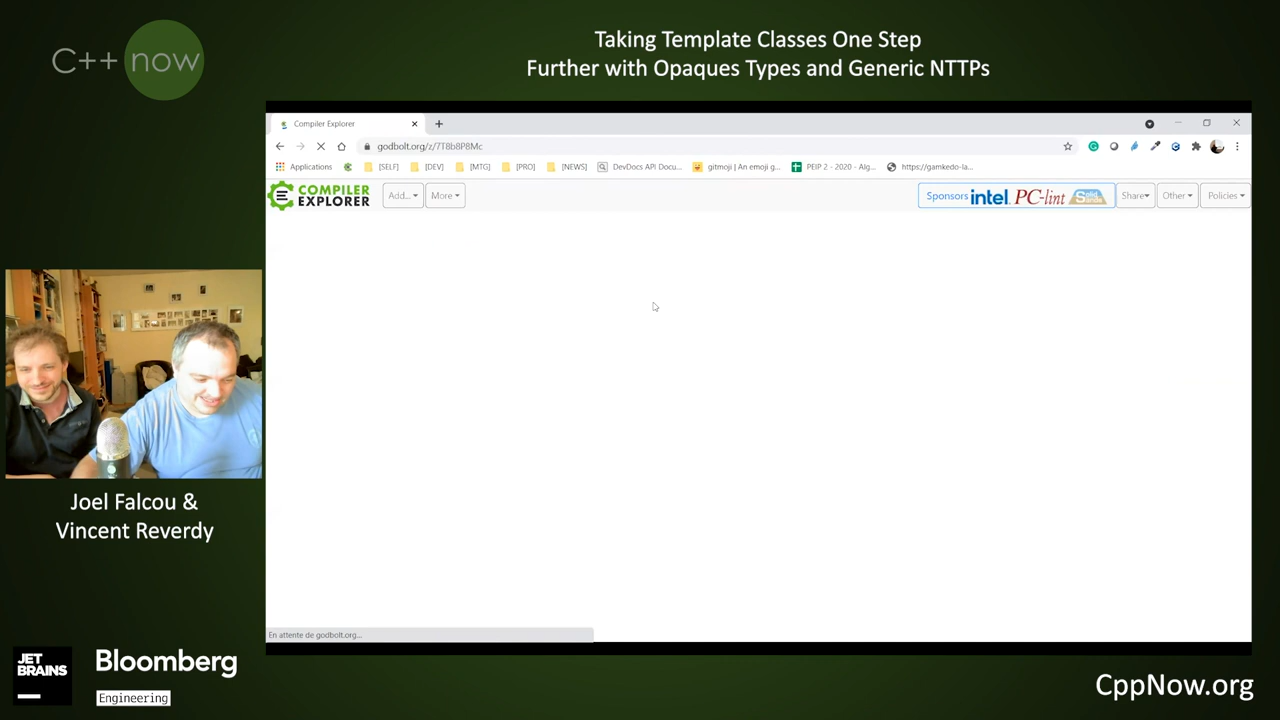 C++ now
Taking Template Classes One Step
Further with Opaques Types and Generic NTTPs
Compiler Explorer
godbolt.org/z/7T8b8P8Mc
Applications [SELF] [DEV] [MTG] [PRO] [NEWS] DevDocs API Docu... gitmoji | An emoji g... PEIP 2 - 2020 - Alg... https://gamkedo-la...
COMPILER
EXPLORER
Add... More
Sponsors intel. PC-lint Solid Sands
Share Other Policies
En attente de godbolt.org...
Joel Falcou &
Vincent Reverdy
JET
BRAINS
Bloomberg
Engineering
CppNow.org